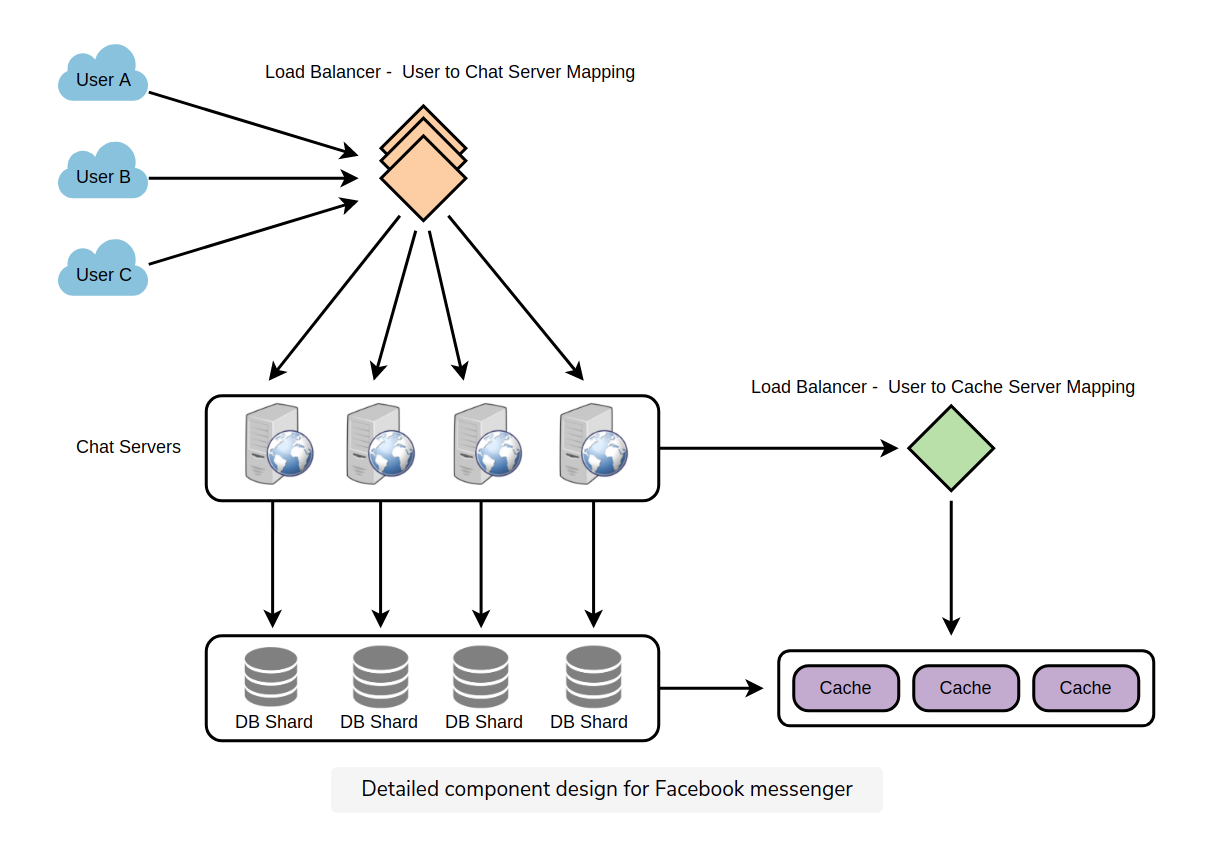 User A
Load Balancer -  User to Chat Server Mapping
User B
User C
Load Balancer -  User to Cache Server Mapping
Chat Servers
Cache
Cache
Cache
DB Shard
DB Shard
DB Shard
DB Shard
Detailed component design for Facebook messenger